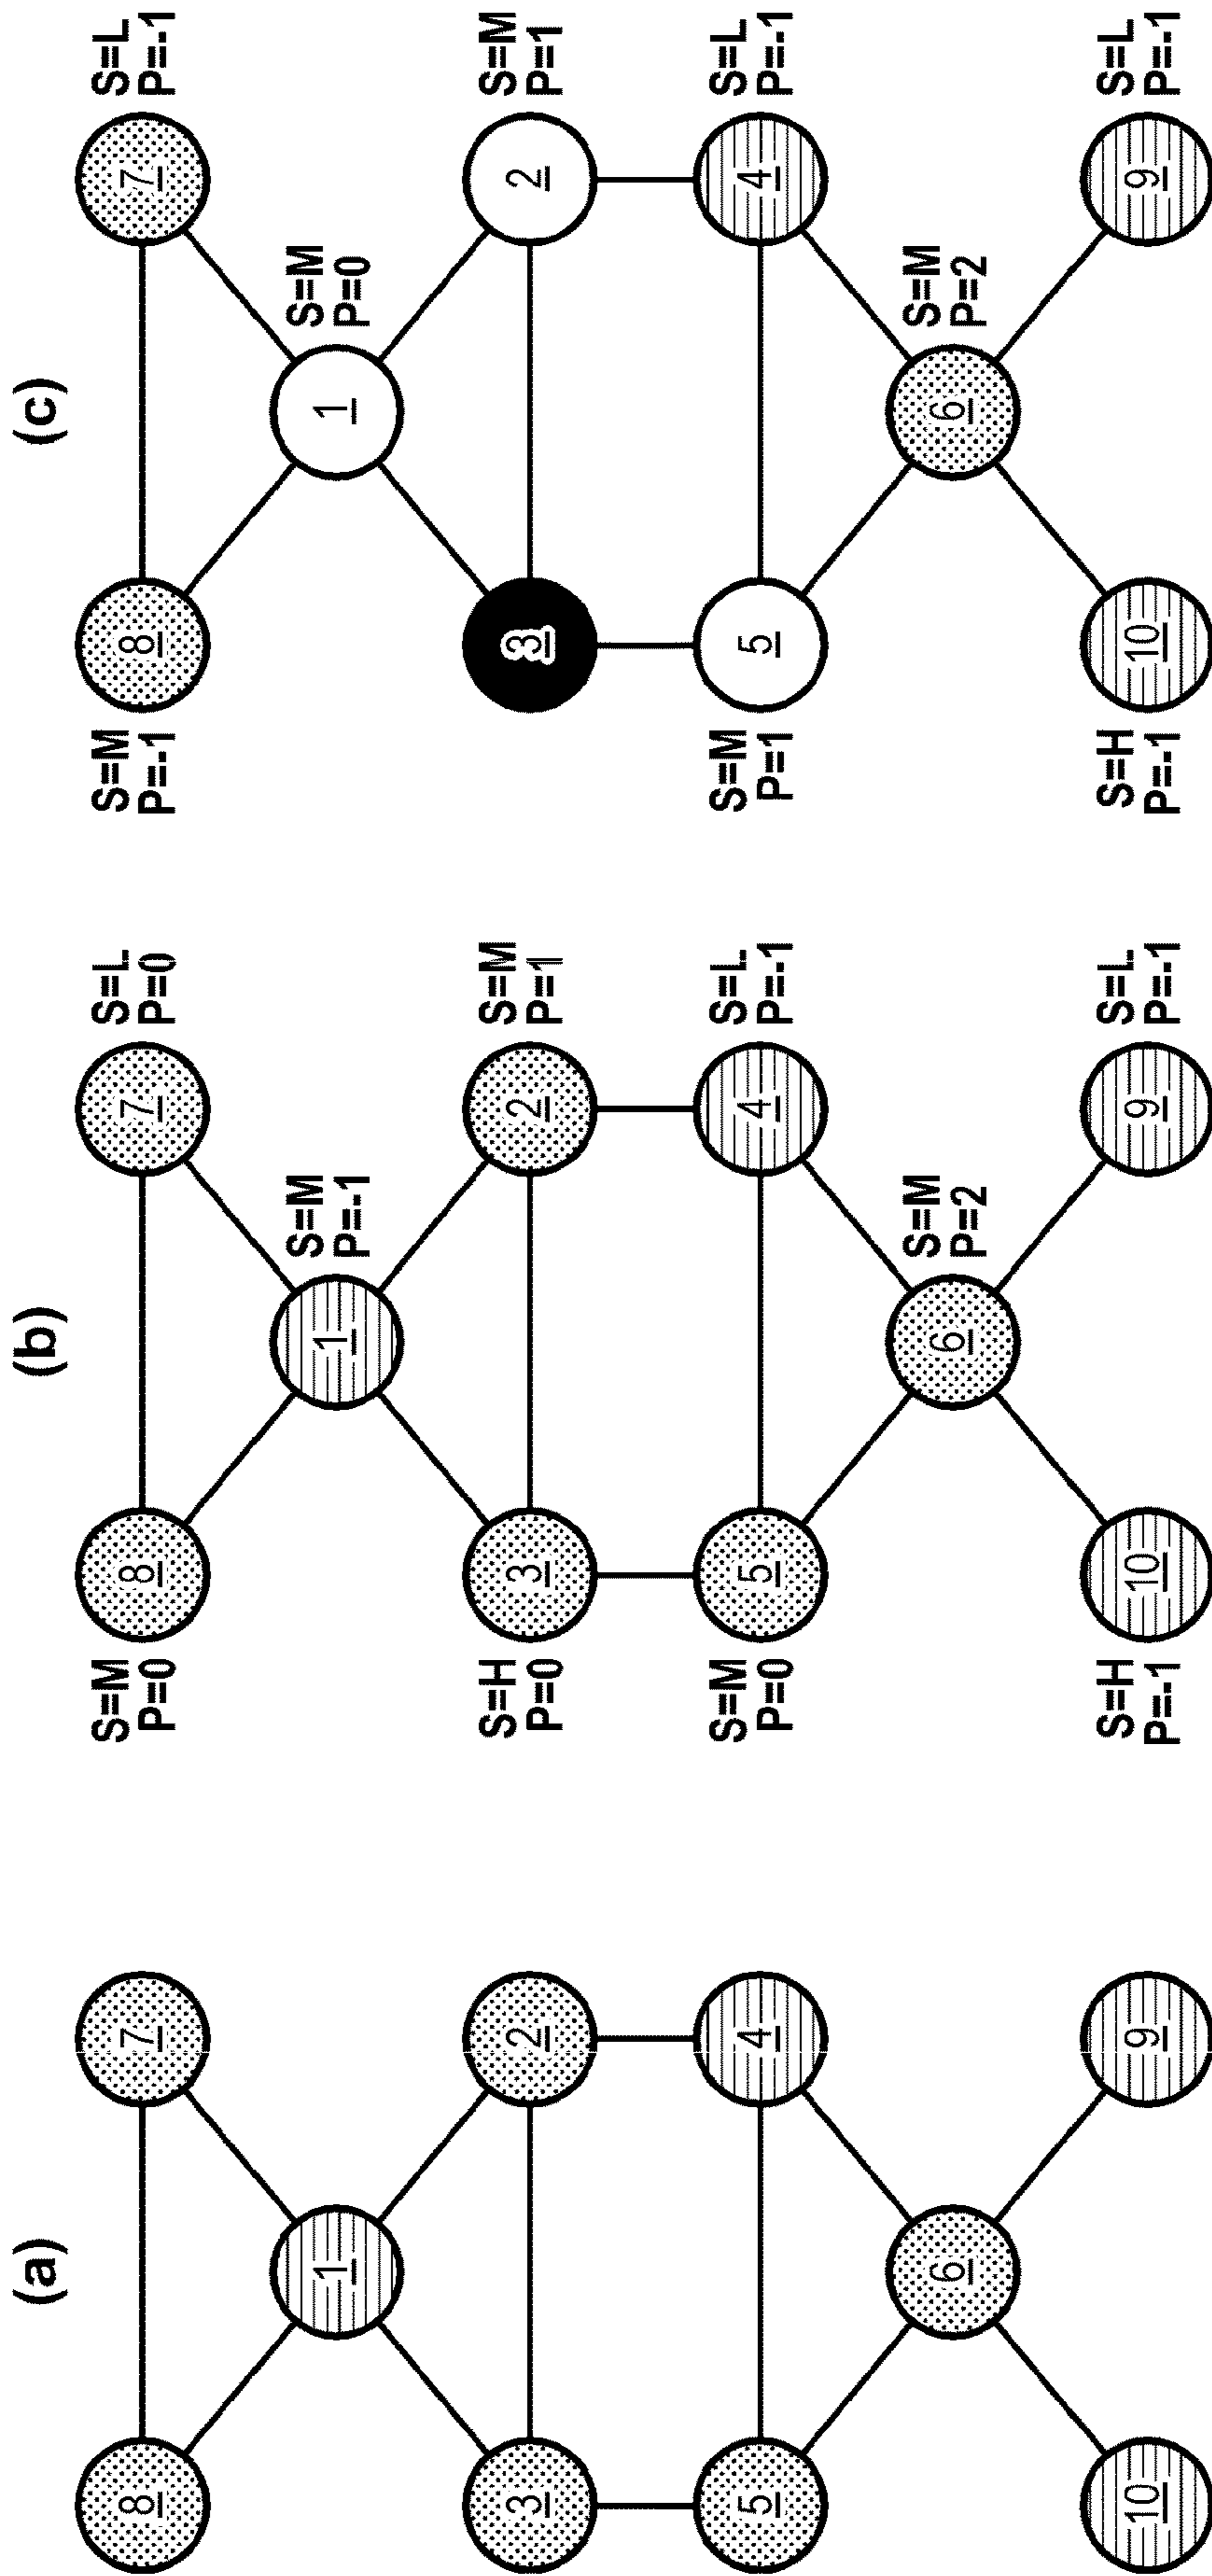 (a)
8
7
1
3
2
5
4
6
10
9
(b)
S=M
P=0
8
7
S=L
P=0
1
S=M
P=-1
S=H
P=0
3
2
S=M
P=1
S=M
P=0
5
4
S=L
P=-1
6
S=M
P=2
S=H
P=-1
10
9
S=L
P=-1
(c)
S=M
P=-1
8
7
S=L
P=-1
1
S=M
P=0
3
2
S=M
P=1
S=M
P=1
5
4
S=L
P=-1
6
S=M
P=2
S=H
P=-1
10
9
S=L
P=-1